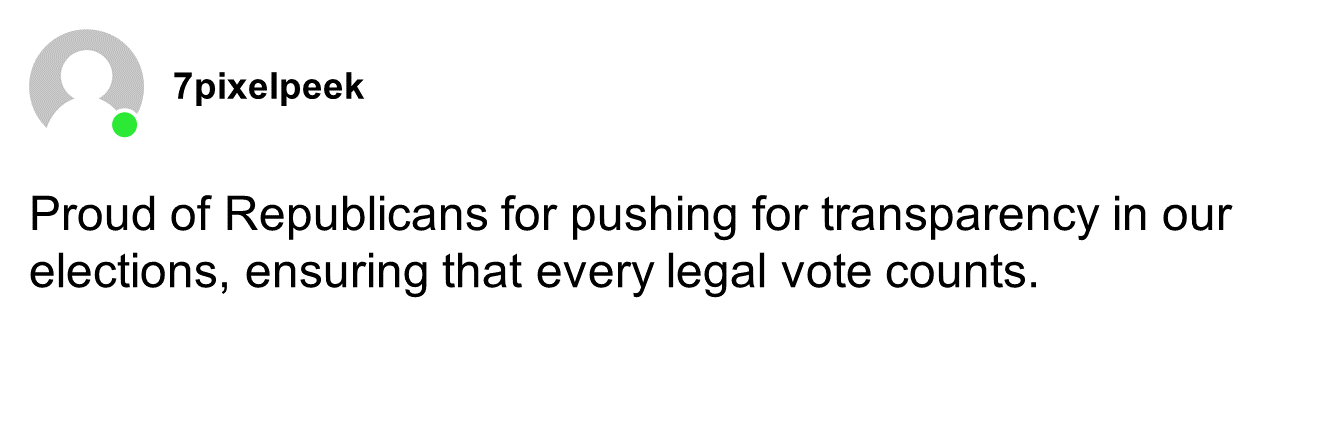 7pixelpeek
Proud of Republicans for pushing for transparency in our
elections, ensuring that every legal vote counts.